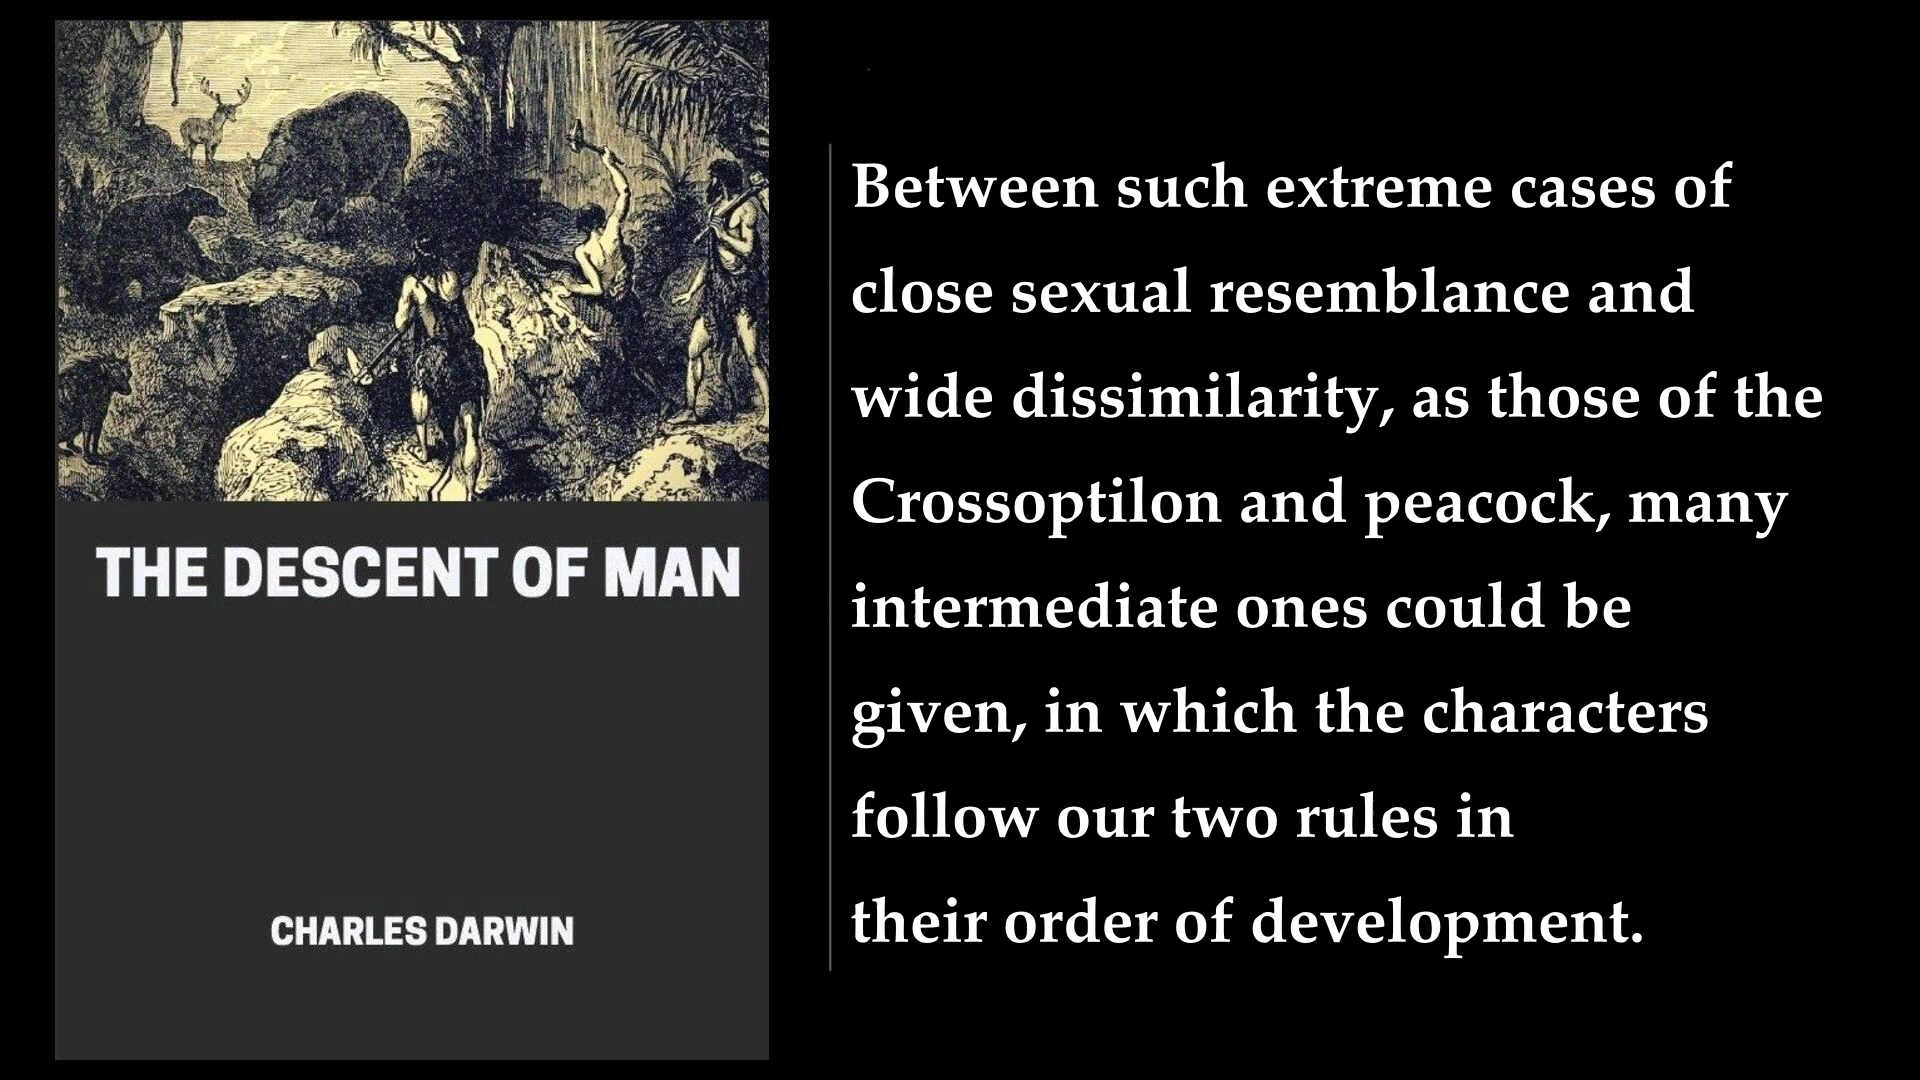 THE DESCENT OF MAN
CHARLES DARWIN
Between such extreme cases of
close sexual resemblance and
wide dissimilarity, as those of the
Crossoptilon and peacock, many
intermediate ones could be
given, in which the characters
follow our two rules in
their order of development.